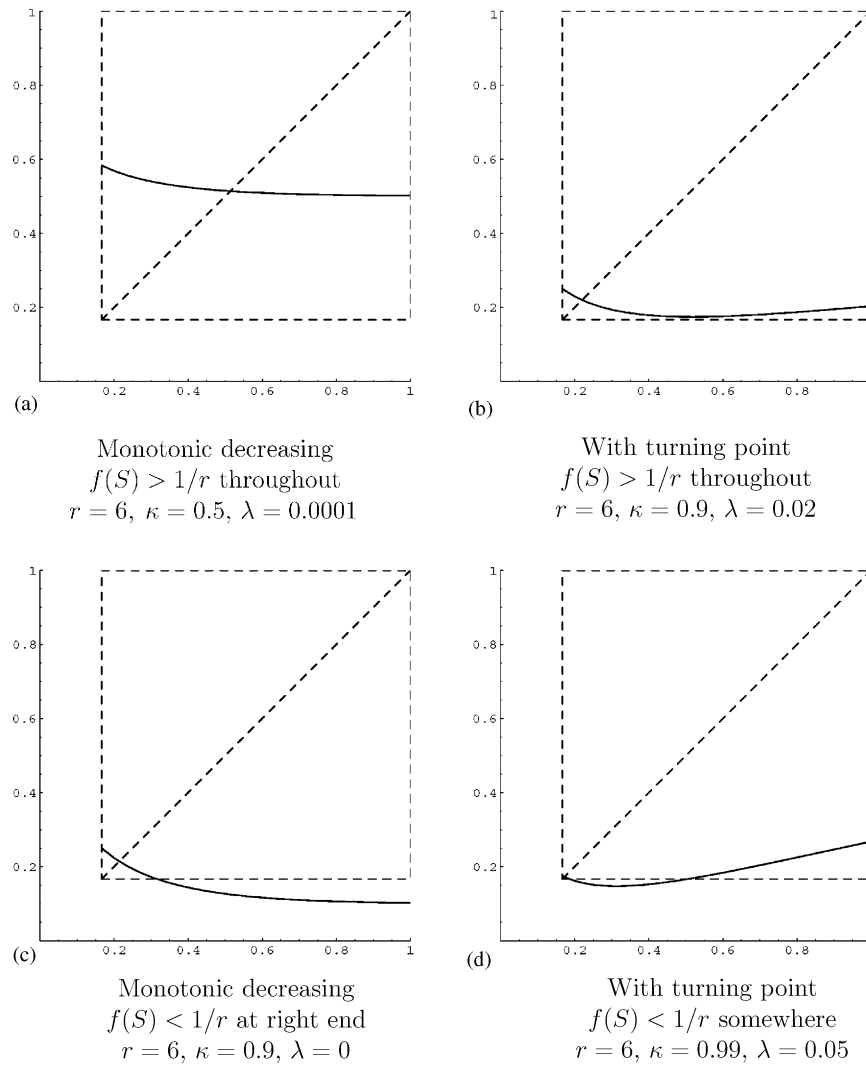 1
0.8
0.6
0.4
0.2
0.2 0.4 0.6 0.8 1
(a)
Monotonic decreasing
f(S) > 1/r throughout
r = 6, κ = 0.5, λ = 0.0001
1
0.8
0.6
0.4
0.2
0.2 0.4 0.6 0.8
(b)
With turning point
f(S) > 1/r throughout
r = 6, κ = 0.9, λ = 0.02
1
0.8
0.6
0.4
0.2
0.2 0.4 0.6 0.8 1
(c)
Monotonic decreasing
f(S) < 1/r at right end
r = 6, κ = 0.9, λ = 0
1
0.8
0.6
0.4
0.2
0.2 0.4 0.6 0.8
(d)
With turning point
f(S) < 1/r somewhere
r = 6, κ = 0.99, λ = 0.05